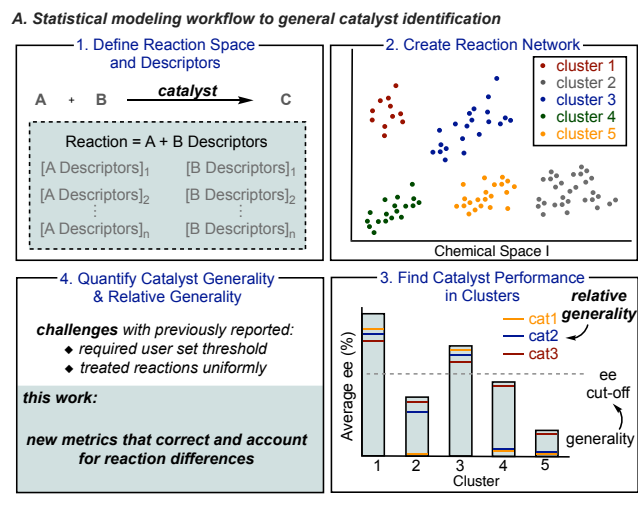 A. Statistical modeling workflow to general catalyst identification
1. Define Reaction Space
and Descriptors
A + B catalyst C
Reaction = A + B Descriptors
[A Descriptors]1 [B Descriptors]1
[A Descriptors]2 [B Descriptors]2
⋮ ⋮
[A Descriptors]n [B Descriptors]n
2. Create Reaction Network
cluster 1
cluster 2
cluster 3
cluster 4
cluster 5
Chemical Space I
4. Quantify Catalyst Generality
& Relative Generality
challenges with previously reported:
◆ required user set threshold
◆ treated reactions uniformly
this work:
new metrics that correct and account
for reaction differences
3. Find Catalyst Performance
in Clusters
relative
generality
cat1
cat2
cat3
Average ee (%)
ee
cut-off
generality
1 2 3 4 5
Cluster